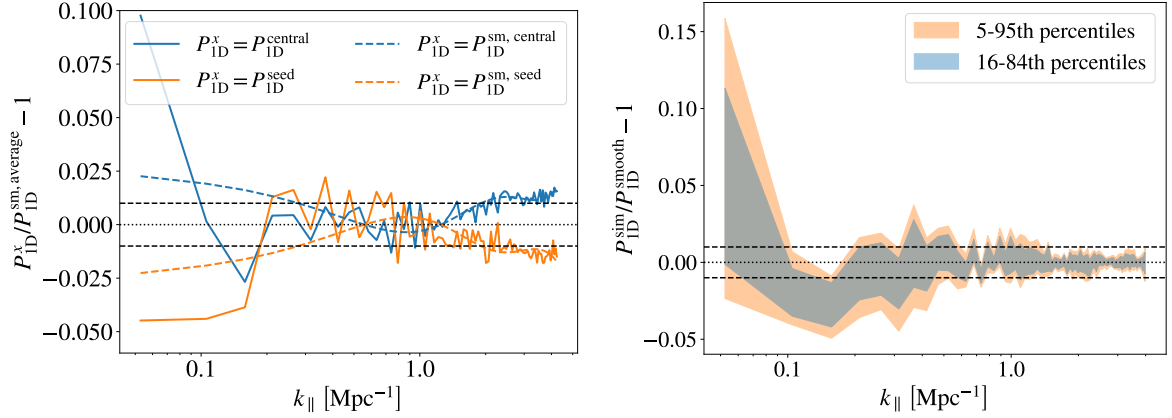 P^x_1D = P^central_1D
P^x_1D = P^sm, central_1D
P^x_1D = P^seed_1D
P^x_1D = P^sm, seed_1D
P^x_1D/P^sm, average_1D − 1
0.100
0.075
0.050
0.025
0.000
−0.025
−0.050
0.1
1.0
k_∥ [Mpc^−1]
5-95th percentiles
16-84th percentiles
P^sim_1D/P^smooth_1D − 1
0.15
0.10
0.05
0.00
−0.05
0.1
1.0
k_∥ [Mpc^−1]